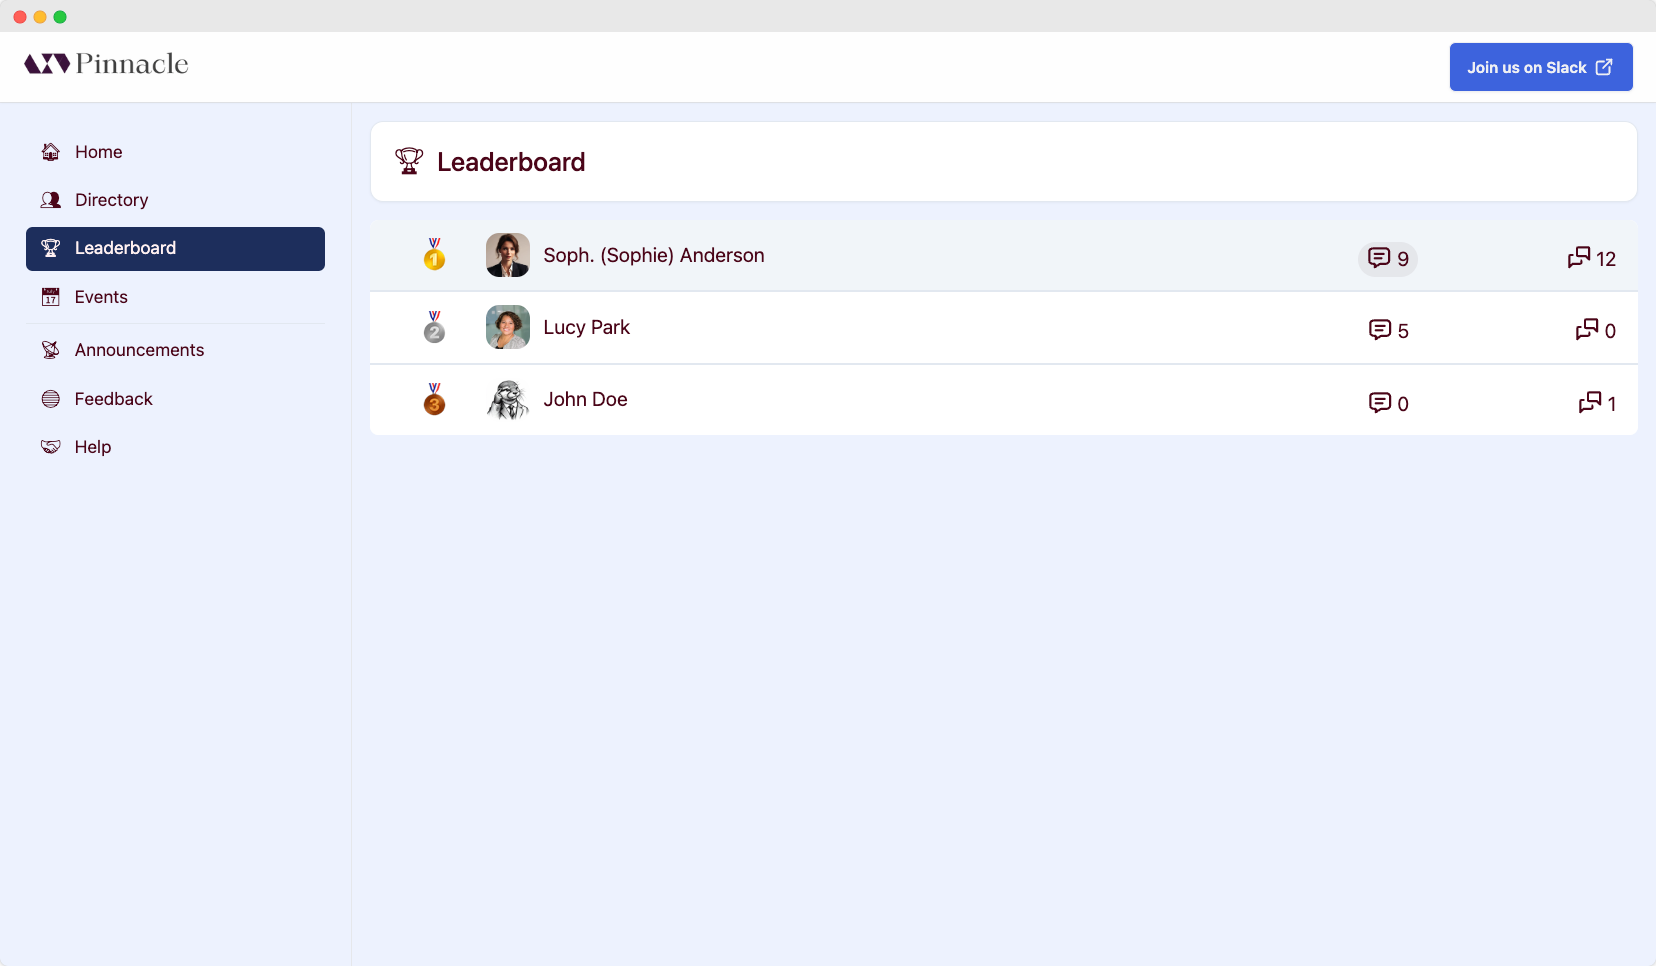 Pinnacle
Join us on Slack
Home
Directory
Leaderboard
Events
Announcements
Feedback
Help
Leaderboard
1 Soph. (Sophie) Anderson 9 12
2 Lucy Park 5 0
3 John Doe 0 1
17